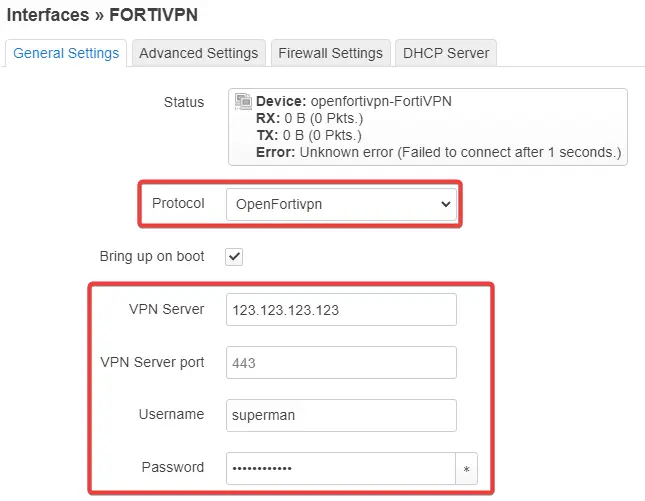 Interfaces » FORTIVPN
General Settings Advanced Settings Firewall Settings DHCP Server
Status
Device: openfortivpn-FortiVPN
RX: 0 B (0 Pkts.)
TX: 0 B (0 Pkts.)
Error: Unknown error (Failed to connect after 1 seconds.)
Protocol OpenFortivpn
Bring up on boot
VPN Server 123.123.123.123
VPN Server port 443
Username superman
Password •••••••••••• *